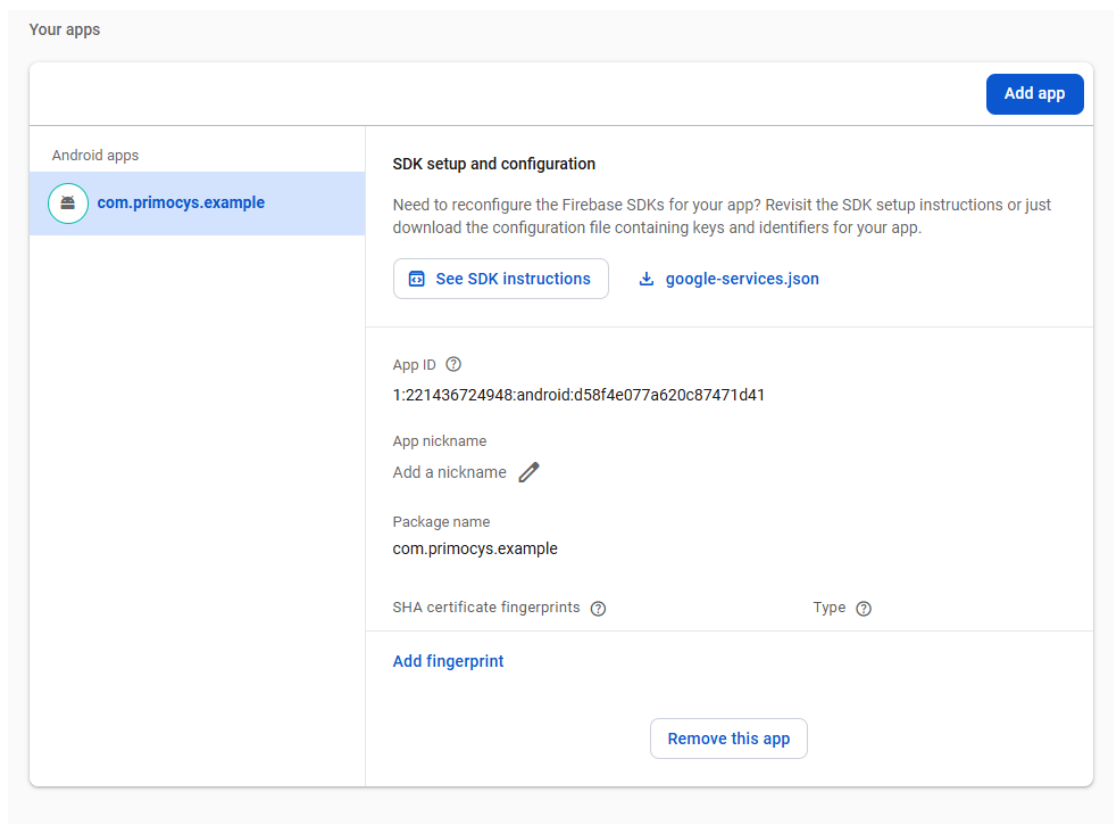 Your apps
Add app
Android apps
com.primocys.example
SDK setup and configuration
Need to reconfigure the Firebase SDKs for your app? Revisit the SDK setup instructions or just
download the configuration file containing keys and identifiers for your app.
See SDK instructions
google-services.json
App ID
1:221436724948:android:d58f4e077a620c87471d41
App nickname
Add a nickname
Package name
com.primocys.example
SHA certificate fingerprints
Type
Add fingerprint
Remove this app